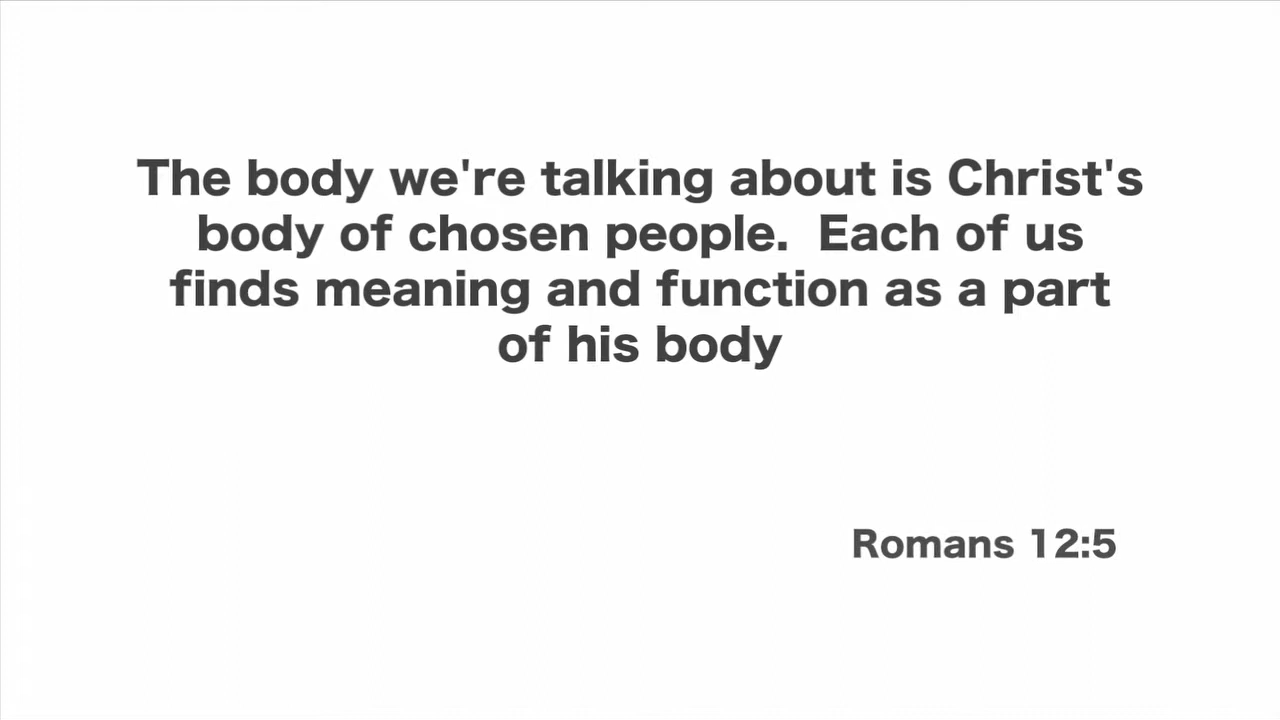 The body we're talking about is Christ's
body of chosen people.  Each of us
finds meaning and function as a part
of his body
Romans 12:5